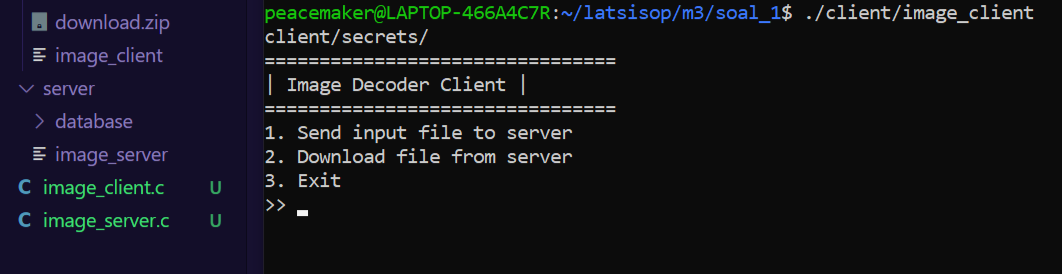 download.zip
image_client
server
database
image_server
C image_client.c U
C image_server.c U
peacemaker@LAPTOP-466A4C7R:~/latsisop/m3/soal_1$ ./client/image_client
client/secrets/
================================
| Image Decoder Client |
================================
1. Send input file to server
2. Download file from server
3. Exit
>>